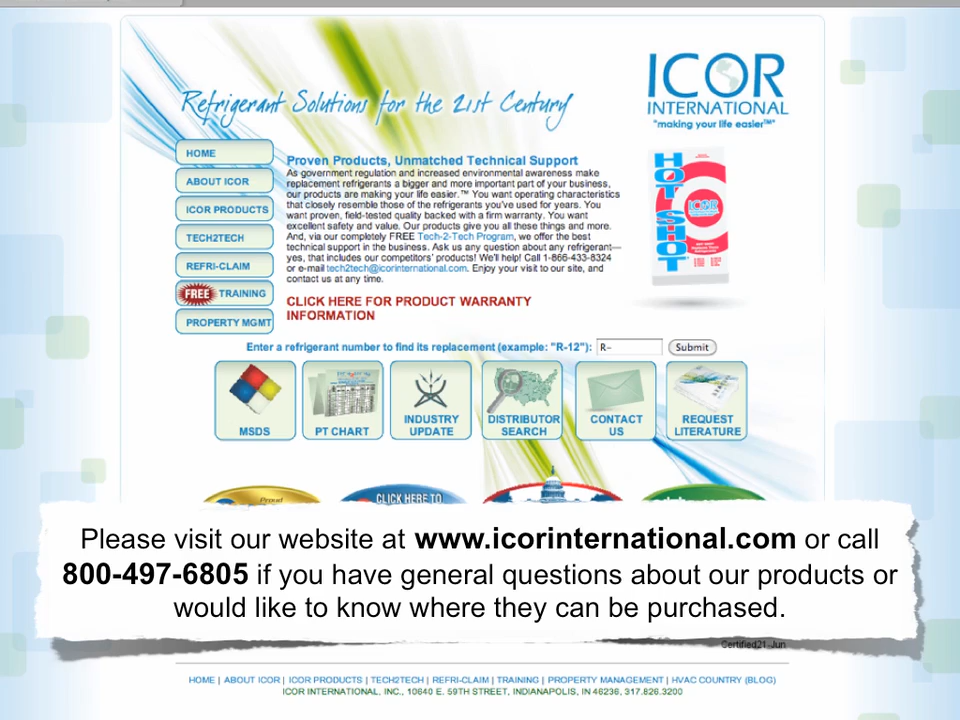 Refrigerant Solutions for the 21st Century
ICOR
INTERNATIONAL
"making your life easier™"
HOME
ABOUT ICOR
ICOR PRODUCTS
TECH2TECH
REFRI-CLAIM
FREE TRAINING
PROPERTY MGMT
Proven Products, Unmatched Technical Support
As government regulation and increased environmental awareness make
replacement refrigerants a bigger and more important part of your business,
our products are making your life easier.™ You want operating characteristics
that closely resemble those of the refrigerants you've used for years. You
want proven, field-tested quality backed with a firm warranty. You want
excellent safety and value. Our products give you all these things and more.
And, via our completely FREE Tech-2-Tech Program, we offer the best
technical support in the business. Ask us any question about any refrigerant—
yes, that includes our competitors' products! We'll help! Call 1-866-433-8324
or e-mail tech2tech@icorinternational.com. Enjoy your visit to our site, and
contact us at any time.
CLICK HERE FOR PRODUCT WARRANTY
INFORMATION
HOT SHOT
ICOR
Enter a refrigerant number to find its replacement (example: "R-12"): R- Submit
MSDS
PT CHART
INDUSTRY
UPDATE
DISTRIBUTOR
SEARCH
CONTACT
US
REQUEST
LITERATURE
Proud
CLICK HERE TO
Please visit our website at www.icorinternational.com or call
800-497-6805 if you have general questions about our products or
would like to know where they can be purchased.
Certified21-Jun
HOME | ABOUT ICOR | ICOR PRODUCTS | TECH2TECH | REFRI-CLAIM | TRAINING | PROPERTY MANAGEMENT | HVAC COUNTRY (BLOG)
ICOR INTERNATIONAL, INC., 10640 E. 59TH STREET, INDIANAPOLIS, IN 46236, 317.826.3200